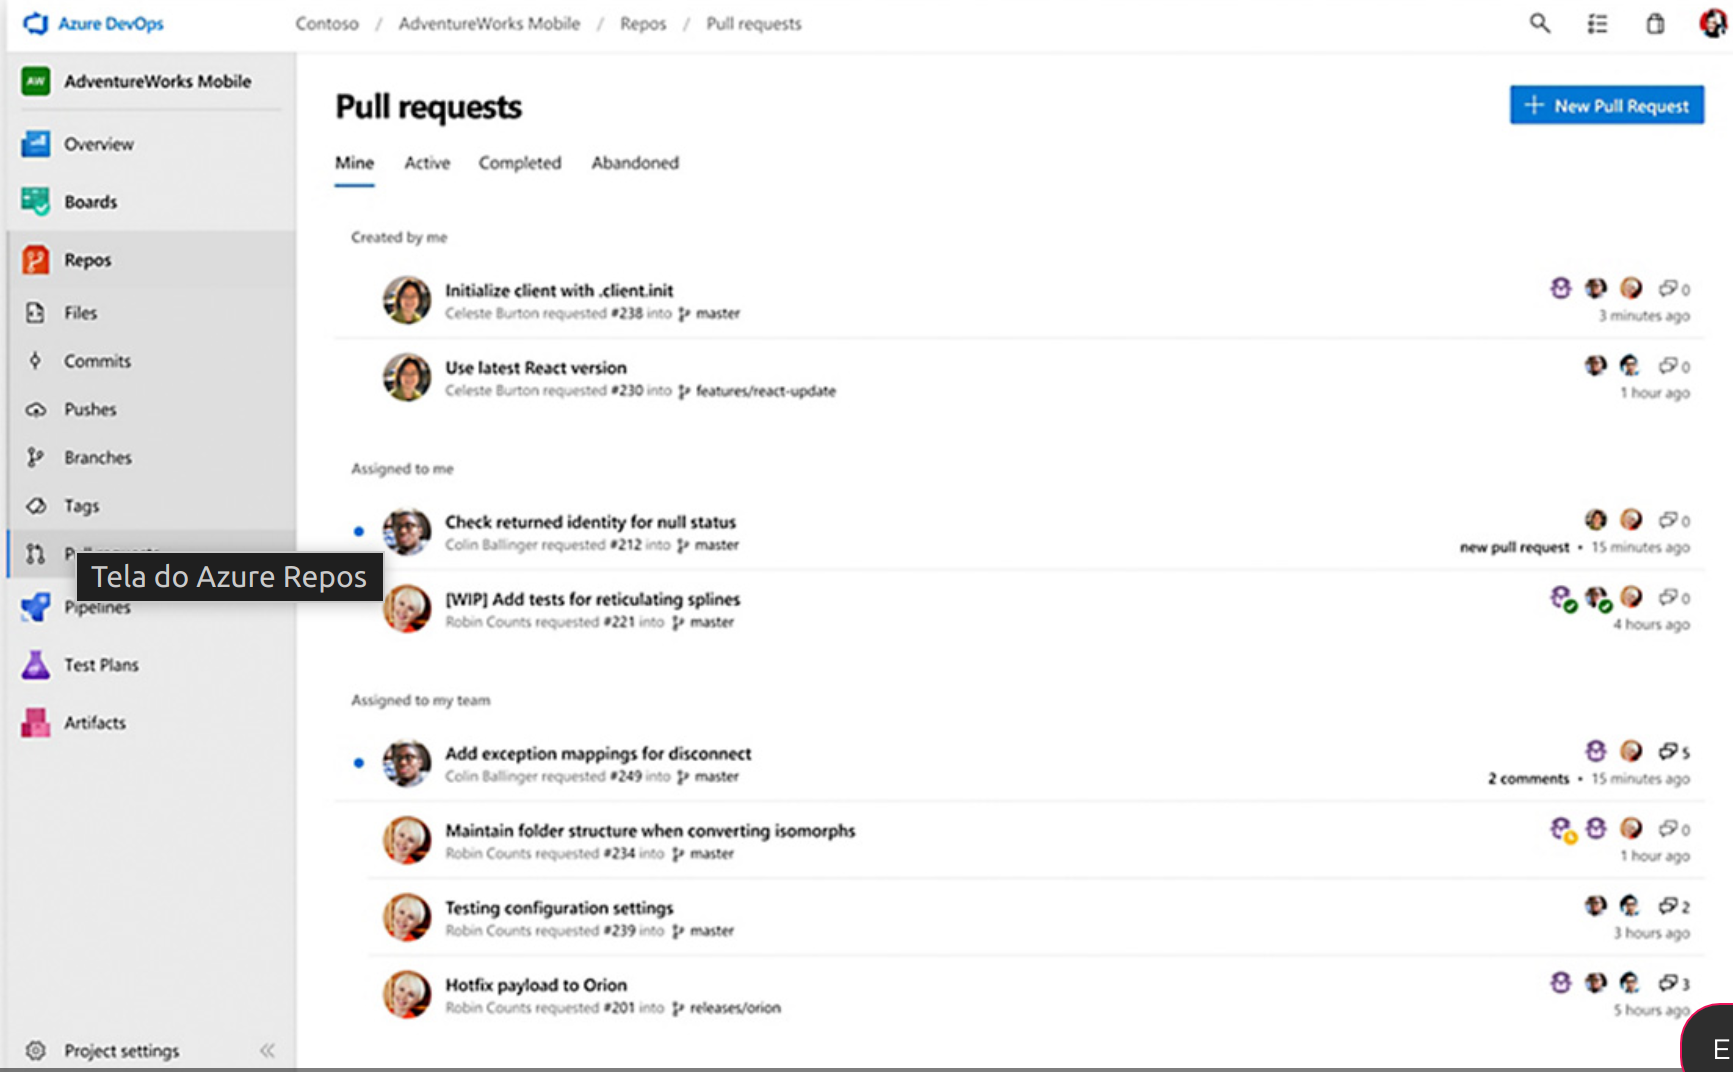 Azure DevOps
Contoso / AdventureWorks Mobile / Repos / Pull requests
AW AdventureWorks Mobile
Overview
Boards
Repos
Files
Commits
Pushes
Branches
Tags
Tela do Azure Repos
Pipelines
Test Plans
Artifacts
Project settings
Pull requests
New Pull Request
Mine Active Completed Abandoned
Created by me
Initialize client with .client.init
0
Celeste Burton requested #238 into master
3 minutes ago
Use latest React version
0
Celeste Burton requested #230 into features/react-update
1 hour ago
Assigned to me
Check returned identity for null status
0
Colin Ballinger requested #212 into master
new pull request • 15 minutes ago
[WIP] Add tests for reticulating splines
0
Robin Counts requested #221 into master
4 hours ago
Assigned to my team
Add exception mappings for disconnect
5
Colin Ballinger requested #249 into master
2 comments • 15 minutes ago
Maintain folder structure when converting isomorphs
0
Robin Counts requested #234 into master
1 hour ago
Testing configuration settings
2
Robin Counts requested #239 into master
3 hours ago
Hotfix payload to Orion
3
Robin Counts requested #201 into releases/orion
5 hours ago
E